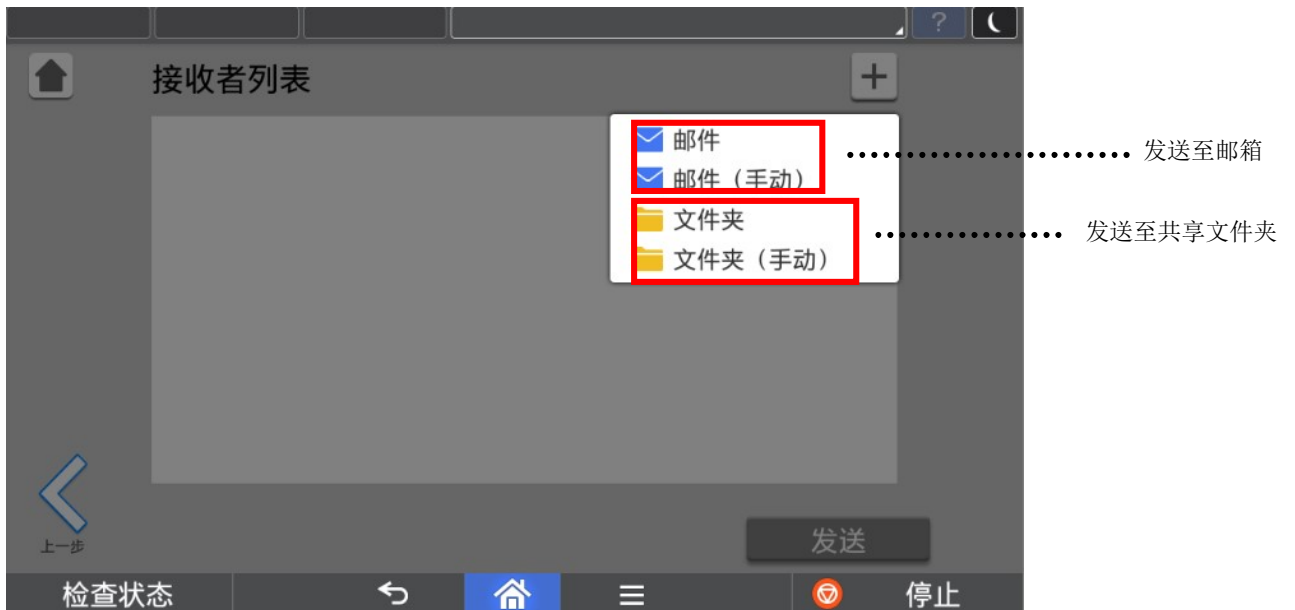 ?
接收者列表
+
邮件
邮件（手动）
文件夹
文件夹（手动）
发送至邮箱
发送至共享文件夹
上一步
发送
检查状态
停止